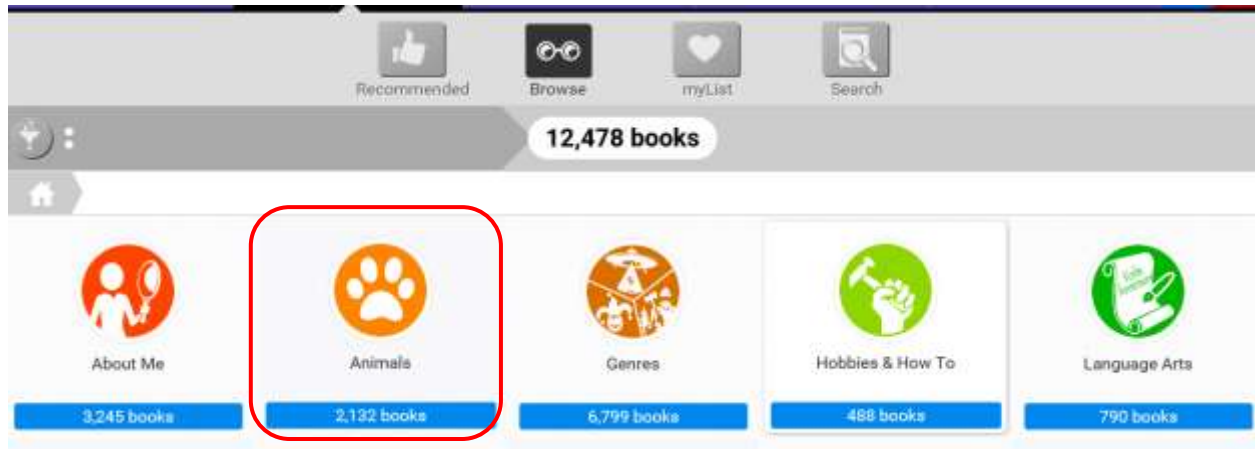 Recommended Browse myList Search
12,478 books
About Me Animals Genres Hobbies & How To Language Arts
3,245 books 2,132 books 6,799 books 488 books 790 books